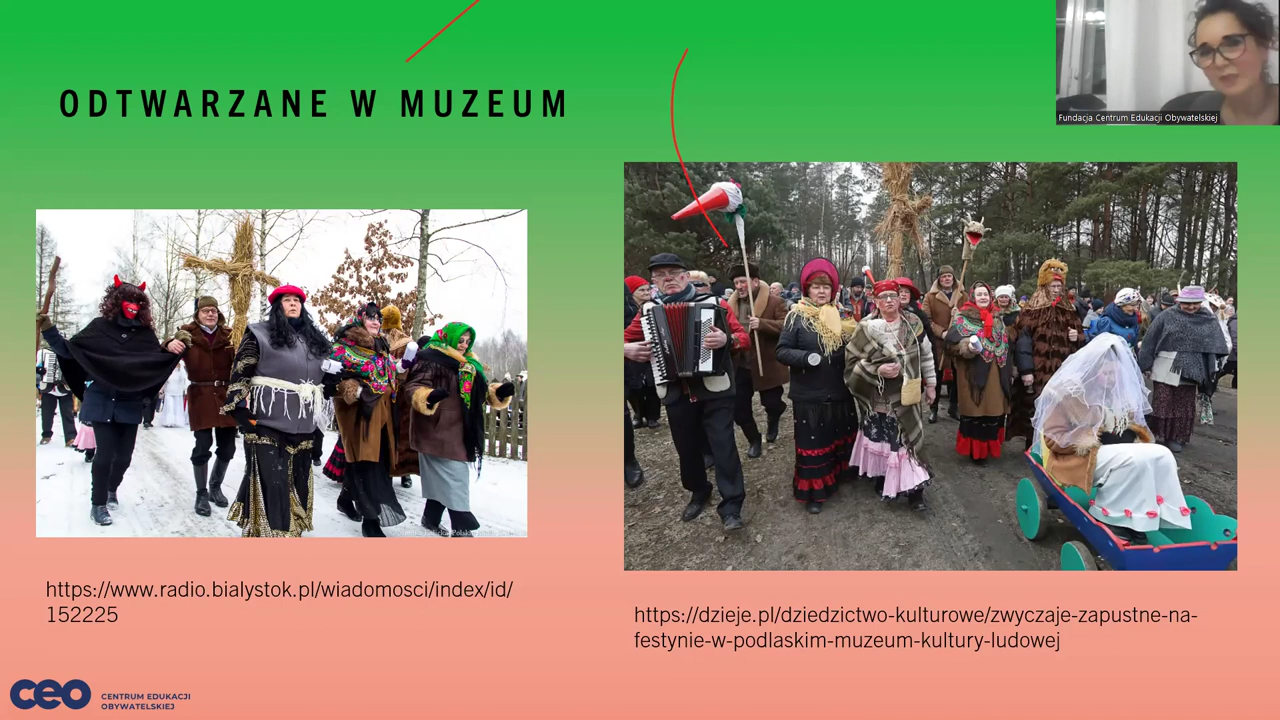 ODTWARZANE W MUZEUM
Fundacja Centrum Edukacji Obywatelskiej
https://www.radio.bialystok.pl/wiadomosci/index/id/
152225
https://dzieje.pl/dziedzictwo-kulturowe/zwyczaje-zapustne-na-
festynie-w-podlaskim-muzeum-kultury-ludowej
ceo CENTRUM EDUKACJI
OBYWATELSKIEJ